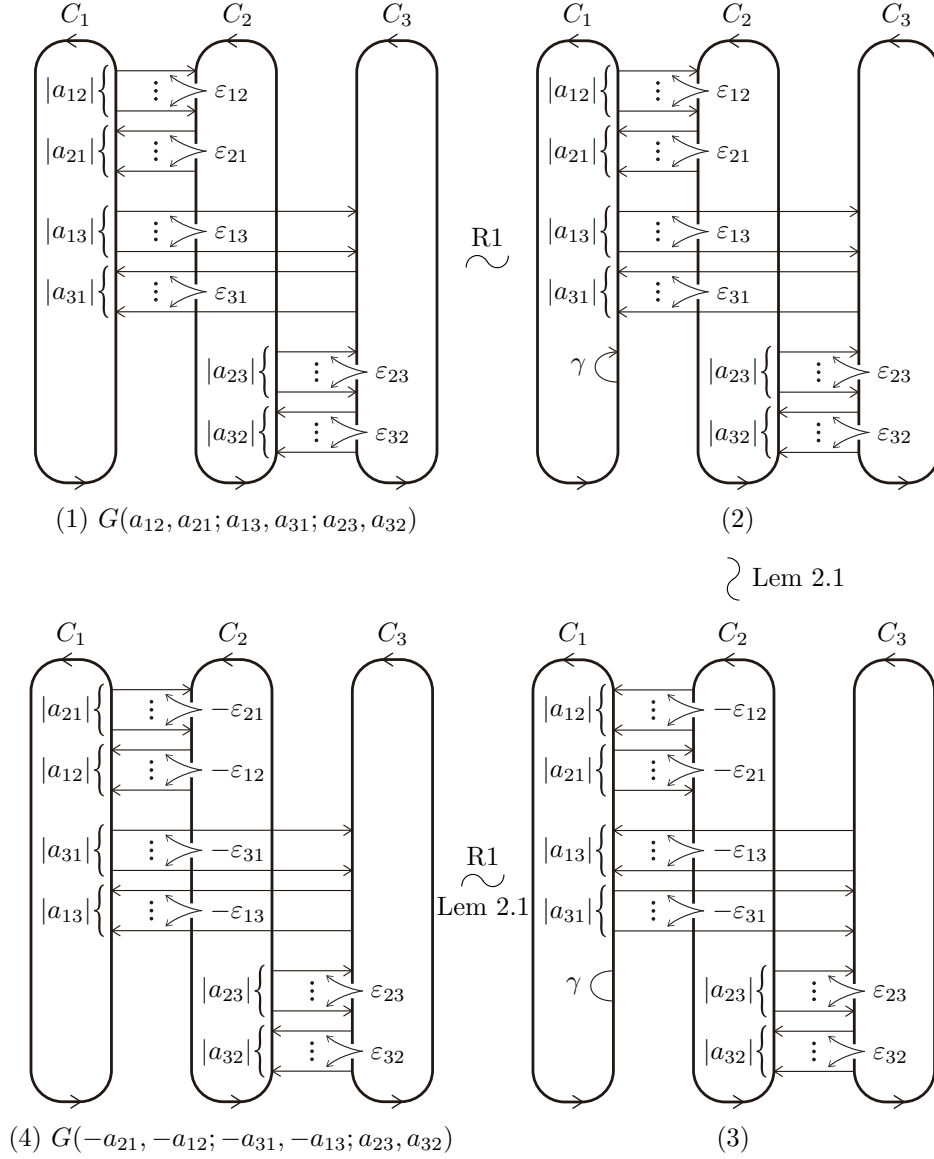 C₁ C₂ C₃ C₁ C₂ C₃
|a₁₂| ε₁₂ |a₁₂| ε₁₂
|a₂₁| ε₂₁ |a₂₁| ε₂₁
|a₁₃| ε₁₃ R1 |a₁₃| ε₁₃
|a₃₁| ε₃₁ |a₃₁| ε₃₁
|a₂₃| ε₂₃ γ |a₂₃| ε₂₃
|a₃₂| ε₃₂ |a₃₂| ε₃₂
(1) G(a₁₂, a₂₁; a₁₃, a₃₁; a₂₃, a₃₂) (2)
Lem 2.1
C₁ C₂ C₃ C₁ C₂ C₃
|a₂₁| −ε₂₁ |a₁₂| −ε₁₂
|a₁₂| −ε₁₂ |a₂₁| −ε₂₁
|a₃₁| −ε₃₁ R1 |a₁₃| −ε₁₃
|a₁₃| −ε₁₃ Lem 2.1 |a₃₁| −ε₃₁
|a₂₃| ε₂₃ γ |a₂₃| ε₂₃
|a₃₂| ε₃₂ |a₃₂| ε₃₂
(4) G(−a₂₁, −a₁₂; −a₃₁, −a₁₃; a₂₃, a₃₂) (3)